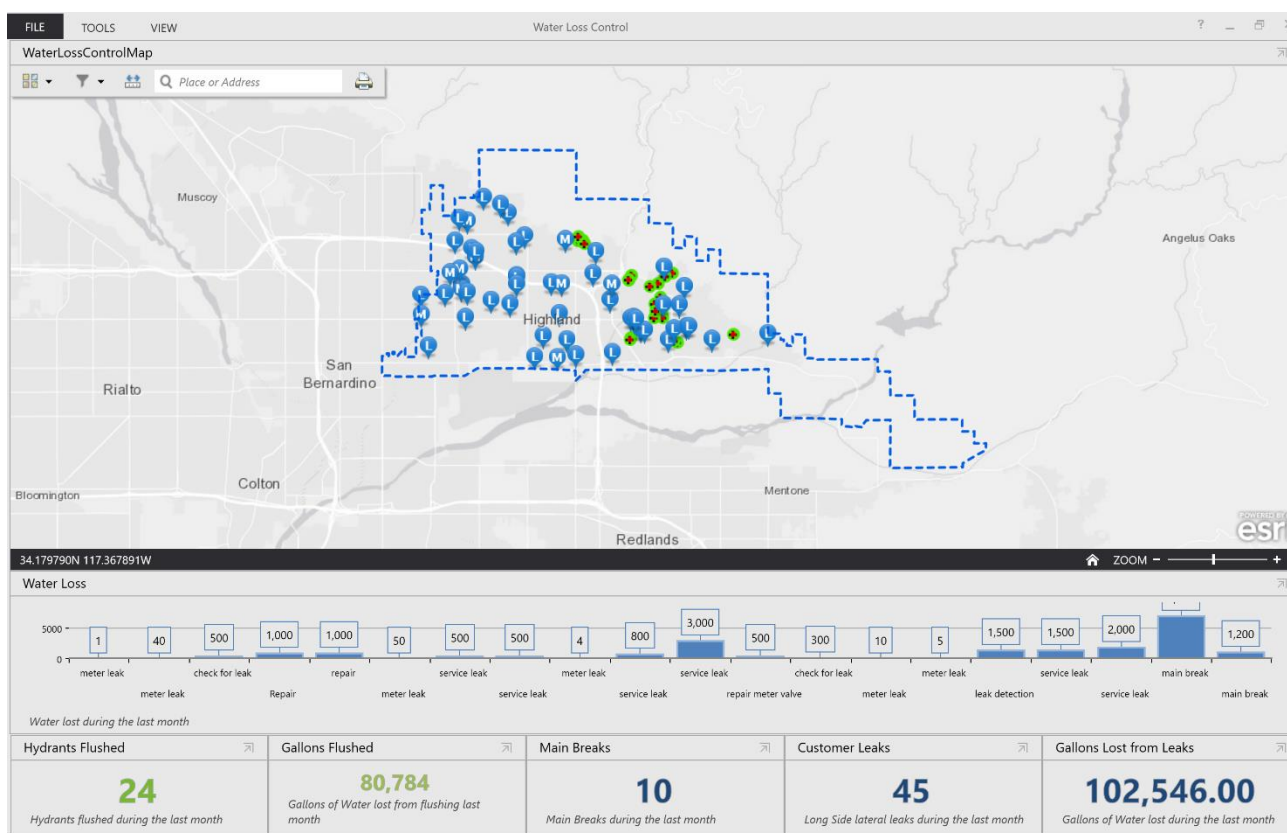 FILE TOOLS VIEW Water Loss Control ?
WaterLossControlMap
Place or Address
Muscoy
Angelus Oaks
Highland
San
Bernardino
Rialto
Colton
Bloomington
Mentone
Redlands
POWERED BY
esri
34.179790N 117.367891W ZOOM - +
Water Loss
5000
0
1 40 500 1,000 1,000 50 500 500 4 800 3,000 500 300 10 5 1,500 1,500 2,000 1,200
meter leak check for leak repair service leak meter leak service leak check for leak meter leak service leak main break
meter leak Repair meter leak service leak service leak repair meter valve meter leak leak detection service leak main break
Water lost during the last month
Hydrants Flushed
24
Hydrants flushed during the last month
Gallons Flushed
80,784
Gallons of Water lost from flushing last
month
Main Breaks
10
Main Breaks during the last month
Customer Leaks
45
Long Side lateral leaks during the last month
Gallons Lost from Leaks
102,546.00
Gallons of Water lost during the last month